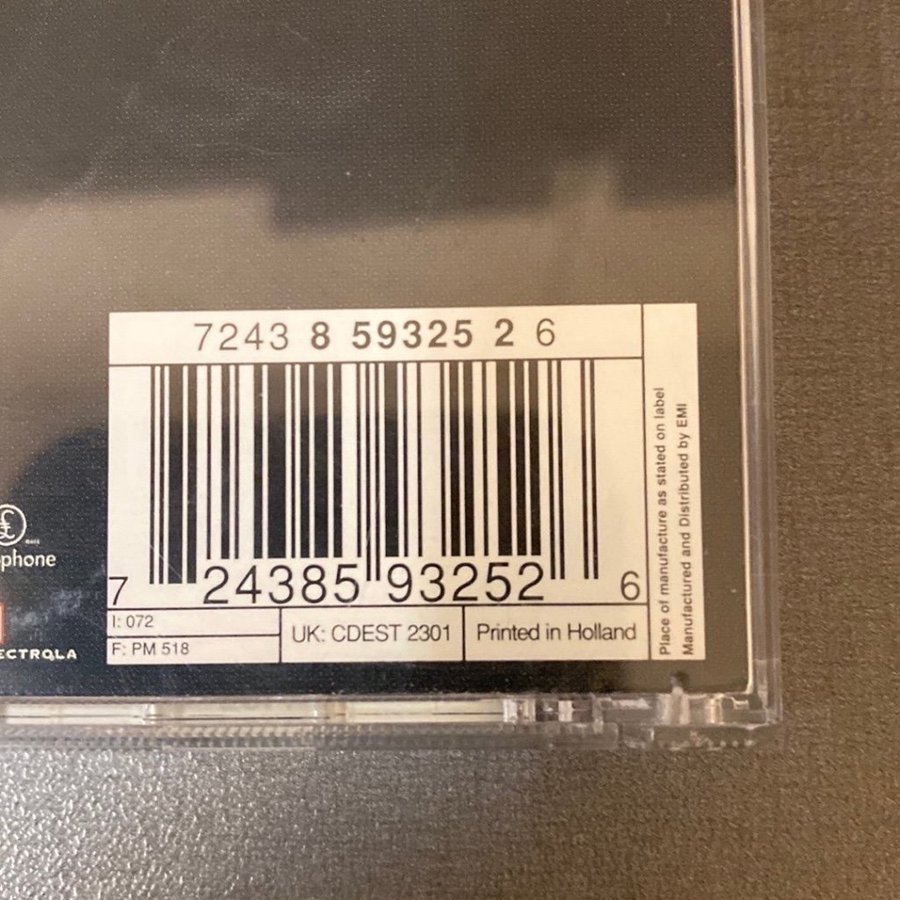 7243 8 59325 2 6
7 24385 93252 6
I: 072
F: PM 518
UK: CDEST 2301
Printed in Holland
Place of manufacture as stated on label
Manufactured and Distributed by EMI
£
phone
ECTROLA